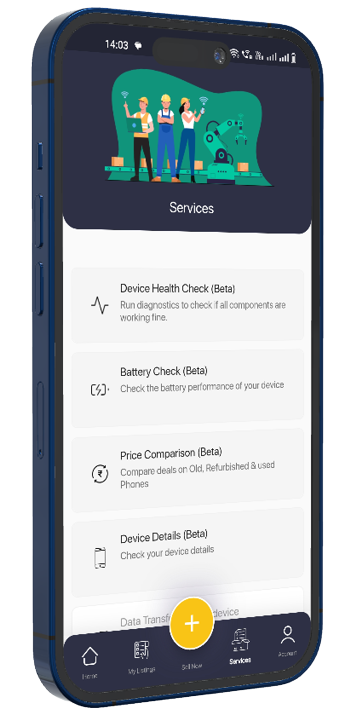 14:03
Services
Device Health Check (Beta)
Run diagnostics to check if all components are
working fine.
Battery Check (Beta)
Check the battery performance of your device
₹
Price Comparison (Beta)
Compare deals on Old, Refurbished & used
Phones
Device Details (Beta)
Check your device details
Data Transf device
Home
My Listings
Sell Now
Services
Account